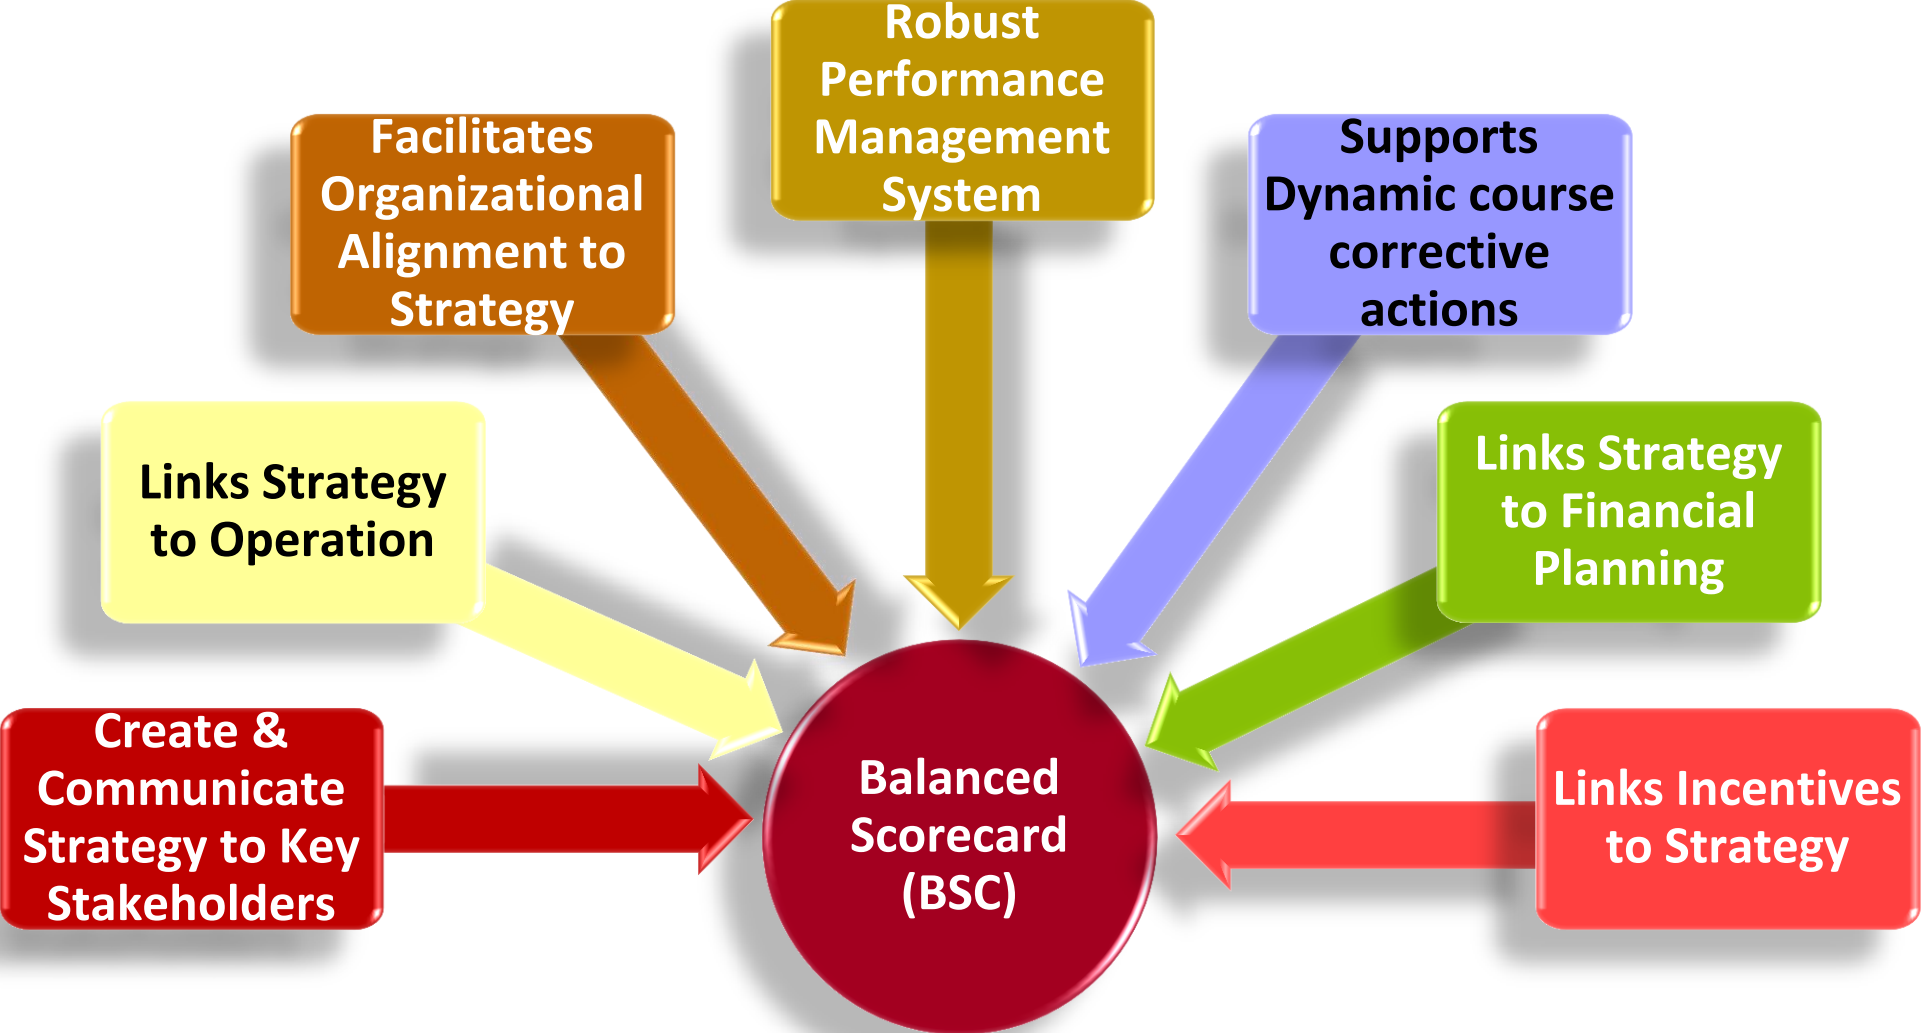 Robust
Performance
Management
System
Facilitates
Organizational
Alignment to
Strategy
Supports
Dynamic course
corrective
actions
Links Strategy
to Operation
Links Strategy
to Financial
Planning
Create &
Communicate
Strategy to Key
Stakeholders
Balanced
Scorecard
(BSC)
Links Incentives
to Strategy